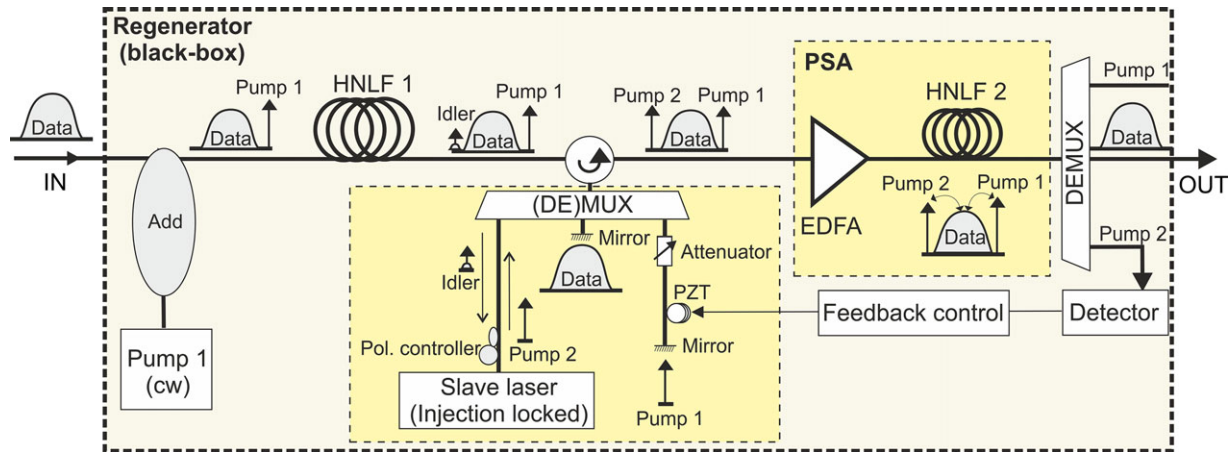 Regenerator
(black-box)
Data
IN
Pump 1
Data
HNLF 1
Idler
Pump 1
Data
Pump 2
Pump 1
Data
PSA
HNLF 2
EDFA
Pump 2
Pump 1
Data
DEMUX
Pump 1
Data
OUT
Pump 2
Add
Pump 1
(cw)
(DE)MUX
Idler
Mirror
Data
Attenuator
PZT
Mirror
Pol. controller
Pump 2
Slave laser
(Injection locked)
Pump 1
Feedback control
Detector